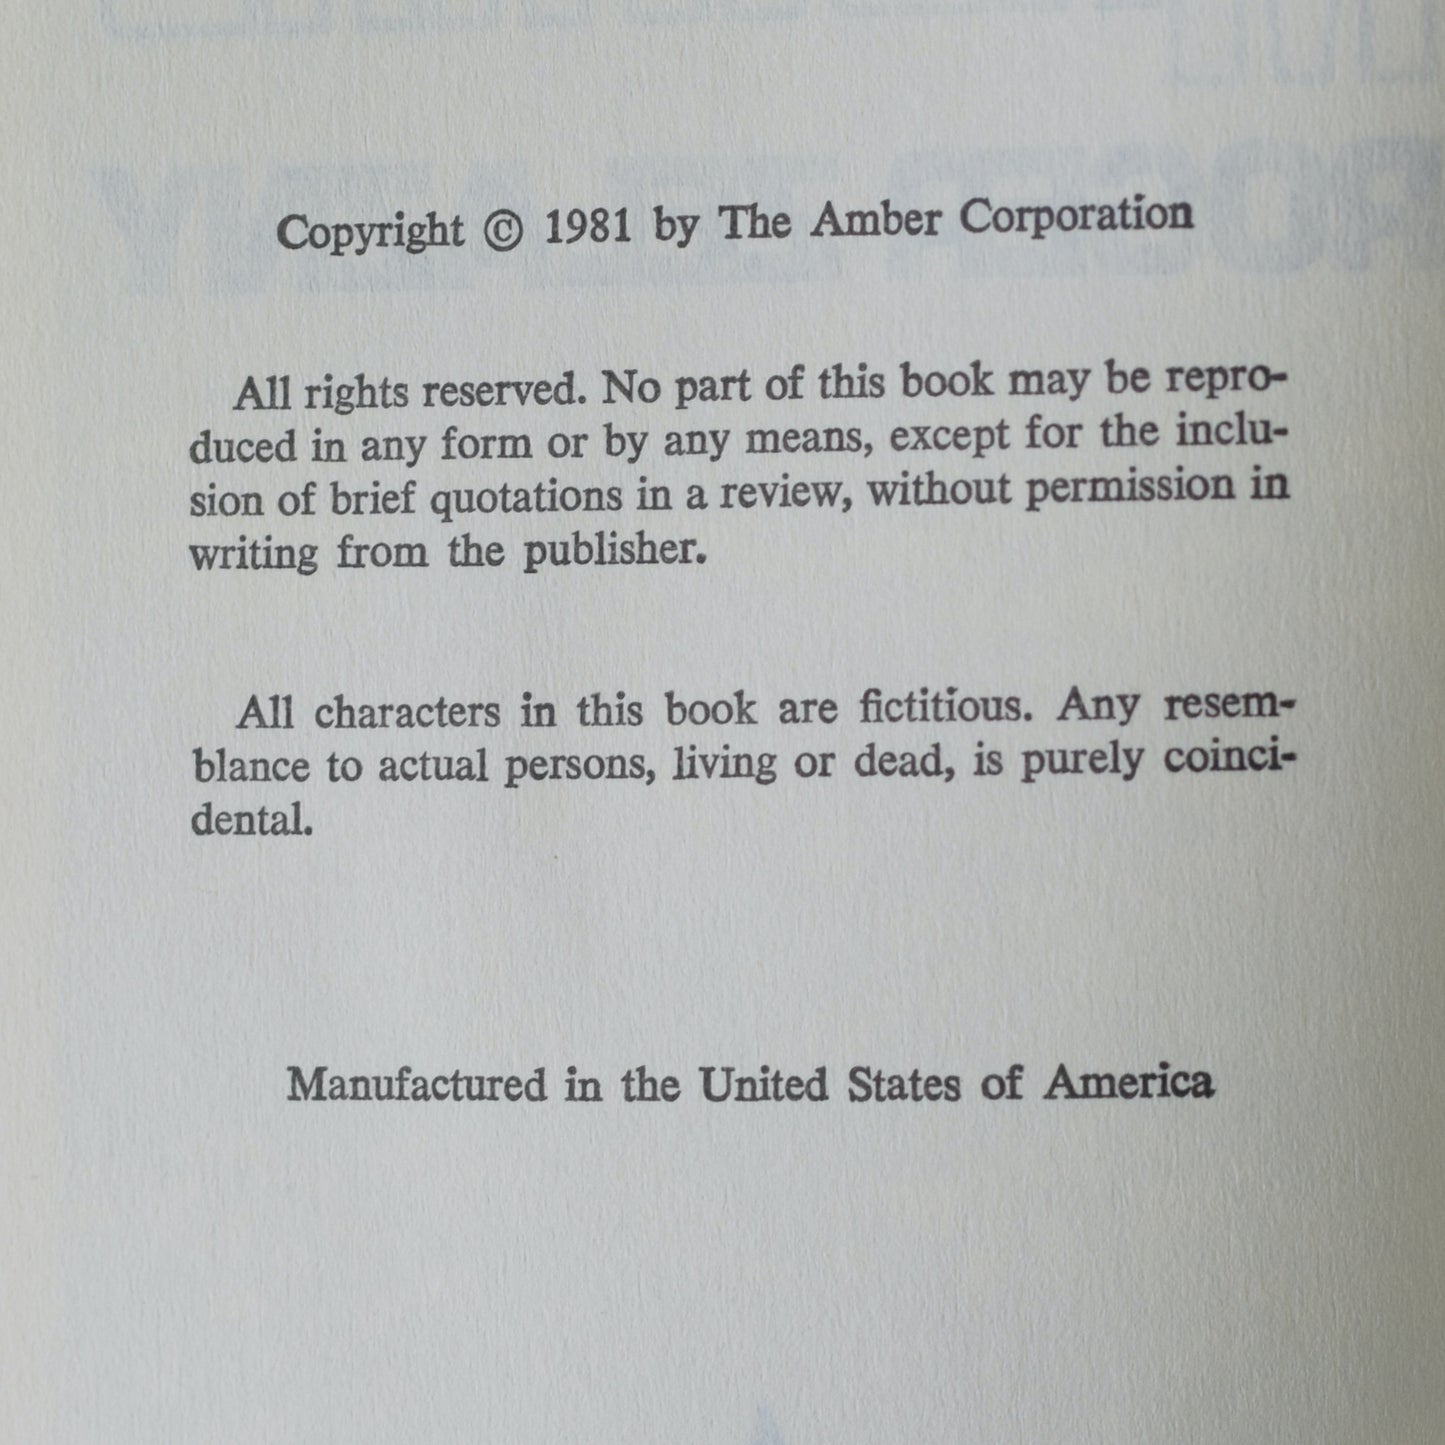 Copyright © 1981 by The Amber Corporation
All rights reserved. No part of this book may be repro-
duced in any form or by any means, except for the inclu-
sion of brief quotations in a review, without permission in
writing from the publisher.
All characters in this book are fictitious. Any resem-
blance to actual persons, living or dead, is purely coinci-
dental.
Manufactured in the United States of America